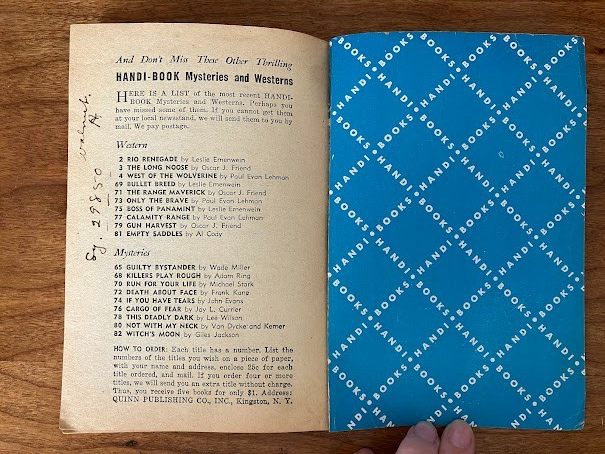 And Don't Miss These Other Thrilling
HANDI-BOOK Mysteries and Westerns
HERE IS A LIST of the most recent HANDI-
BOOK Mysteries and Westerns. Perhaps you
have missed some of them. If you cannot get them
at your local newsstand, we will send them to you by
mail. We pay postage.
Western
2 RIO RENEGADE by Leslie Ernenwein
3 THE LONG NOOSE by Oscar J. Friend
4 WEST OF THE WOLVERINE by Paul Evan Lehman
69 BULLET BREED by Leslie Ernenwein
71 THE RANGE MAVERICK by Oscar J. Friend
73 ONLY THE BRAVE by Paul Evan Lehman
75 BOSS OF PANAMINT by Leslie Ernenwein
77 CALAMITY RANGE by Paul Evan Lehman
79 GUN HARVEST by Oscar J. Friend
81 EMPTY SADDLES by Al Cody
Mysteries
65 GUILTY BYSTANDER by Wade Miller
68 KILLERS PLAY ROUGH by Adam Ring
70 RUN FOR YOUR LIFE by Michael Stark
72 DEATH ABOUT FACE by Frank Kane
74 IF YOU HAVE TEARS by John Evans
76 CARGO OF FEAR by Jay L. Currier
78 THIS DEADLY DARK by Lee Wilson
80 NOT WITH MY NECK by Van Dycke and Kemer
82 WITCH'S MOON by Giles Jackson
HOW TO ORDER: Each title has a number. List the
numbers of the titles you wish on a piece of paper,
with your name and address, enclose 25c for each
title ordered, and mail. If you order four or more
titles, we will send you an extra title without charge.
Thus, you receive five books for only $1. Address:
QUINN PUBLISHING CO., INC., Kingston, N. Y.
HANDI • BOOKS